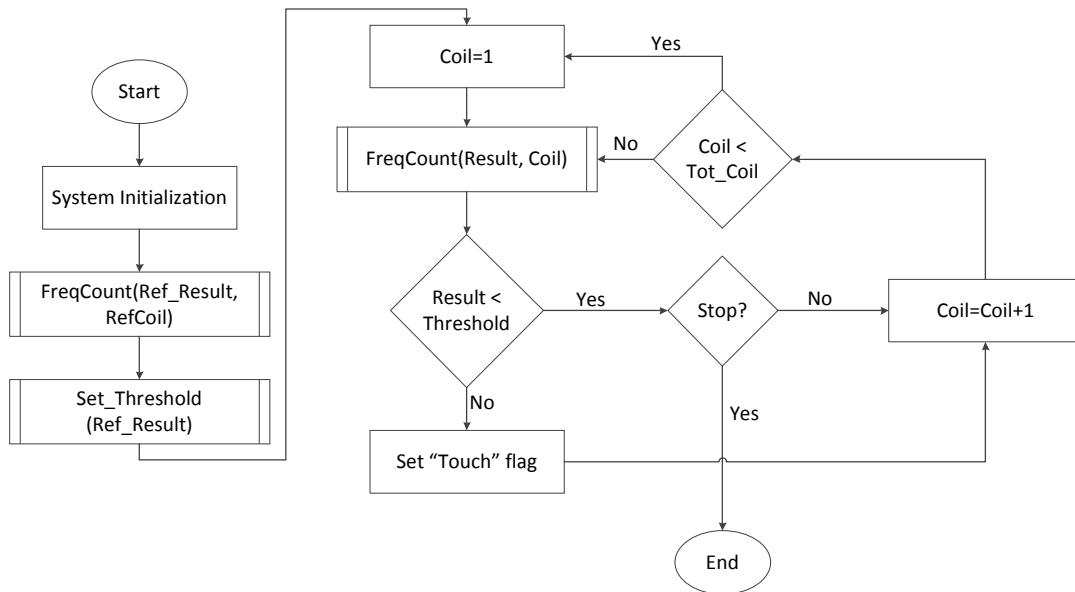 Start
System Initialization
FreqCount(Ref_Result,
RefCoil)
Set_Threshold
(Ref_Result)
Coil=1
FreqCount(Result, Coil)
Result <
Threshold
Yes
No
Set “Touch” flag
Stop?
No
Yes
End
Coil=Coil+1
Coil <
Tot_Coil
Yes
No